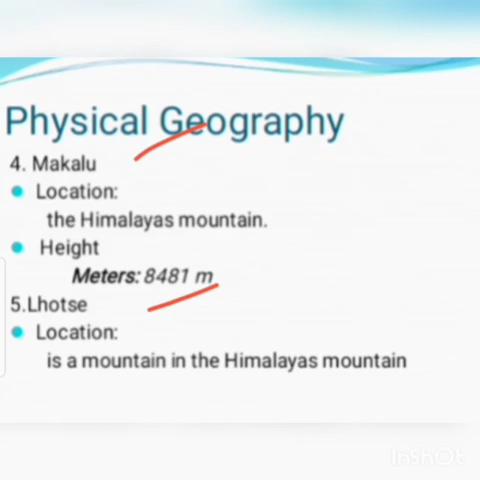 Physical Geography
4. Makalu
Location:
the Himalayas mountain.
Height
Meters: 8481 m
5.Lhotse
Location:
is a mountain in the Himalayas mountain
InShOt